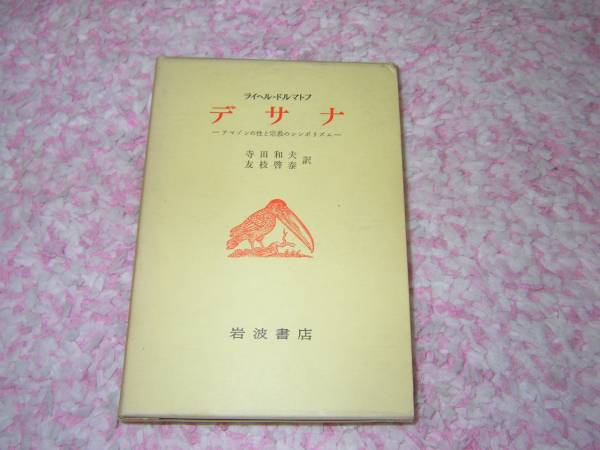 ライヘル・ドルマトフ
デサナ
―アマゾンの性と宗教のシンボリズム―
寺田和夫
友枝啓泰 訳
岩波書店